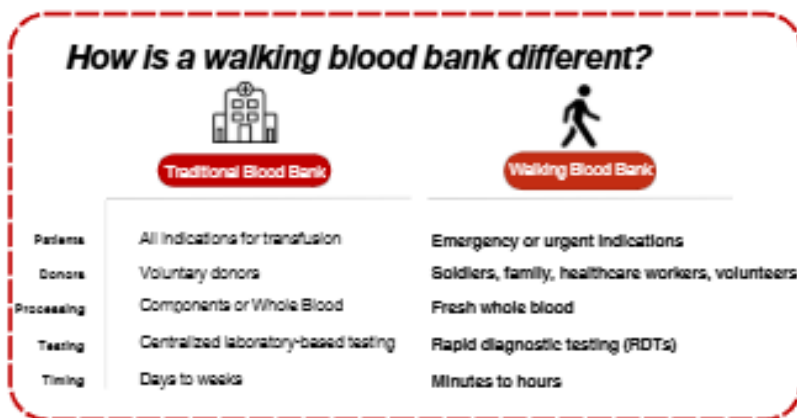 How is a walking blood bank different?
Traditional Blood Bank
Walking Blood Bank
Patients All indications for transfusion Emergency or urgent indications
Donors Voluntary donors Soldiers, family, healthcare workers, volunteers
Processing Components or Whole Blood Fresh whole blood
Testing Centralized laboratory-based testing Rapid diagnostic testing (RDTs)
Timing Days to weeks Minutes to hours